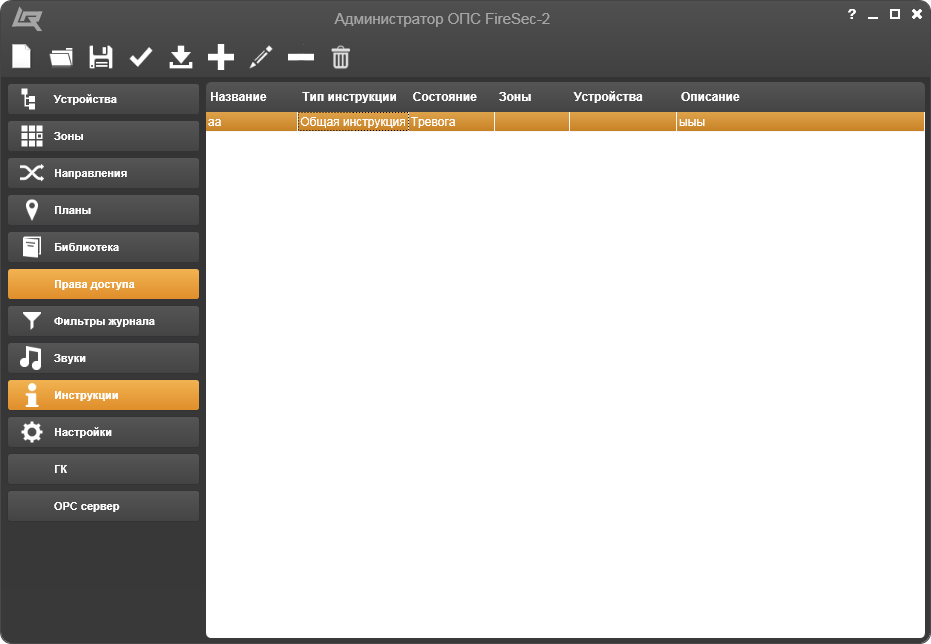 Администратор ОПС FireSec-2
?
Устройства
Зоны
Направления
Планы
Библиотека
Права доступа
Фильтры журнала
Звуки
Инструкции
Настройки
ГК
ОРС сервер
Название Тип инструкции Состояние Зоны Устройства Описание
аа Общая инструкция Тревога ыыы